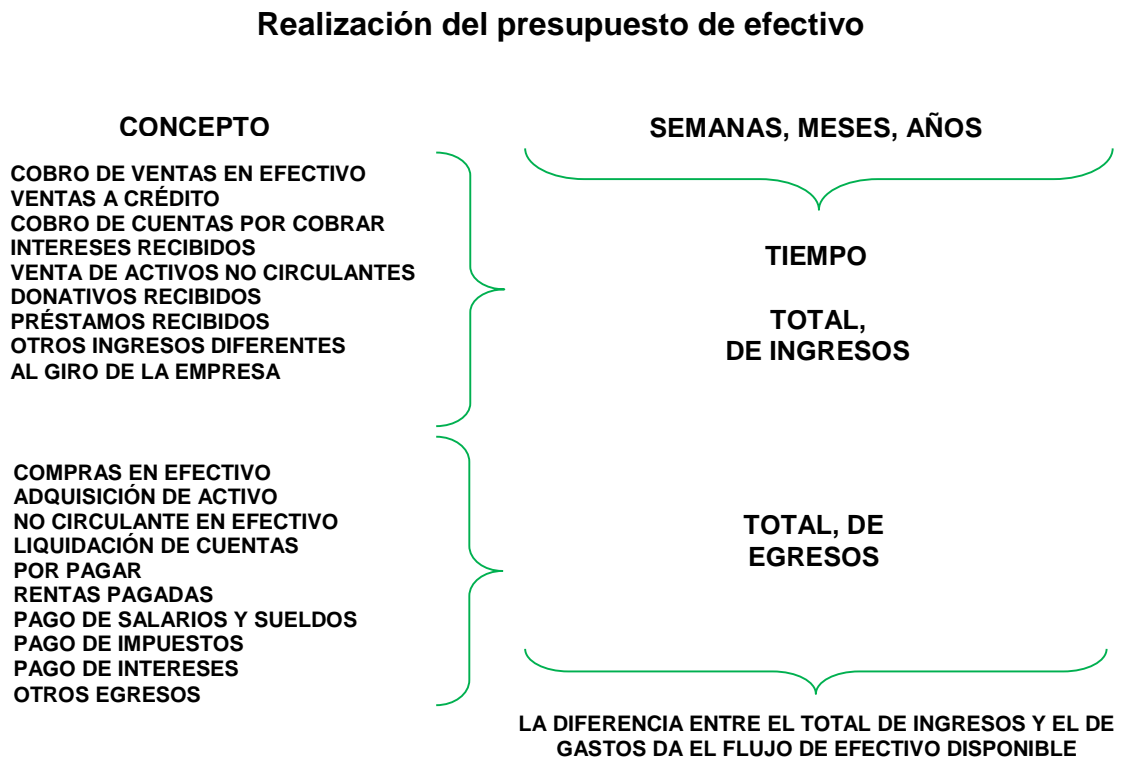 Realización del presupuesto de efectivo
CONCEPTO
COBRO DE VENTAS EN EFECTIVO
VENTAS A CRÉDITO
COBRO DE CUENTAS POR COBRAR
INTERESES RECIBIDOS
VENTA DE ACTIVOS NO CIRCULANTES
DONATIVOS RECIBIDOS
PRÉSTAMOS RECIBIDOS
OTROS INGRESOS DIFERENTES
AL GIRO DE LA EMPRESA
SEMANAS, MESES, AÑOS
TIEMPO
TOTAL,
DE INGRESOS
COMPRAS EN EFECTIVO
ADQUISICIÓN DE ACTIVO
NO CIRCULANTE EN EFECTIVO
LIQUIDACIÓN DE CUENTAS
POR PAGAR
RENTAS PAGADAS
PAGO DE SALARIOS Y SUELDOS
PAGO DE IMPUESTOS
PAGO DE INTERESES
OTROS EGRESOS
TOTAL, DE
EGRESOS
LA DIFERENCIA ENTRE EL TOTAL DE INGRESOS Y EL DE
GASTOS DA EL FLUJO DE EFECTIVO DISPONIBLE